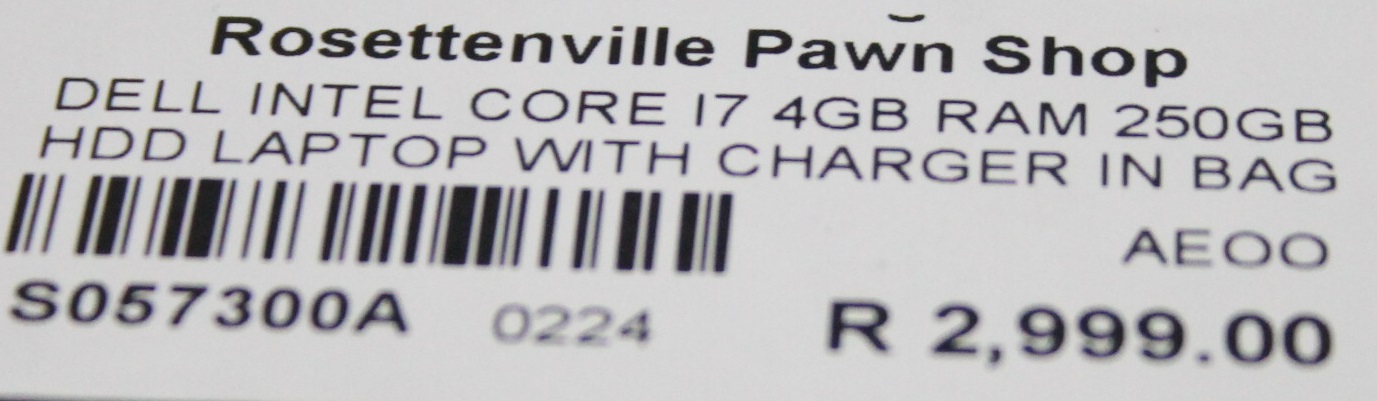 Rosettenville Pawn Shop
DELL INTEL CORE I7 4GB RAM 250GB
HDD LAPTOP WITH CHARGER IN BAG
AEOO
S057300A 0224 R 2,999.00